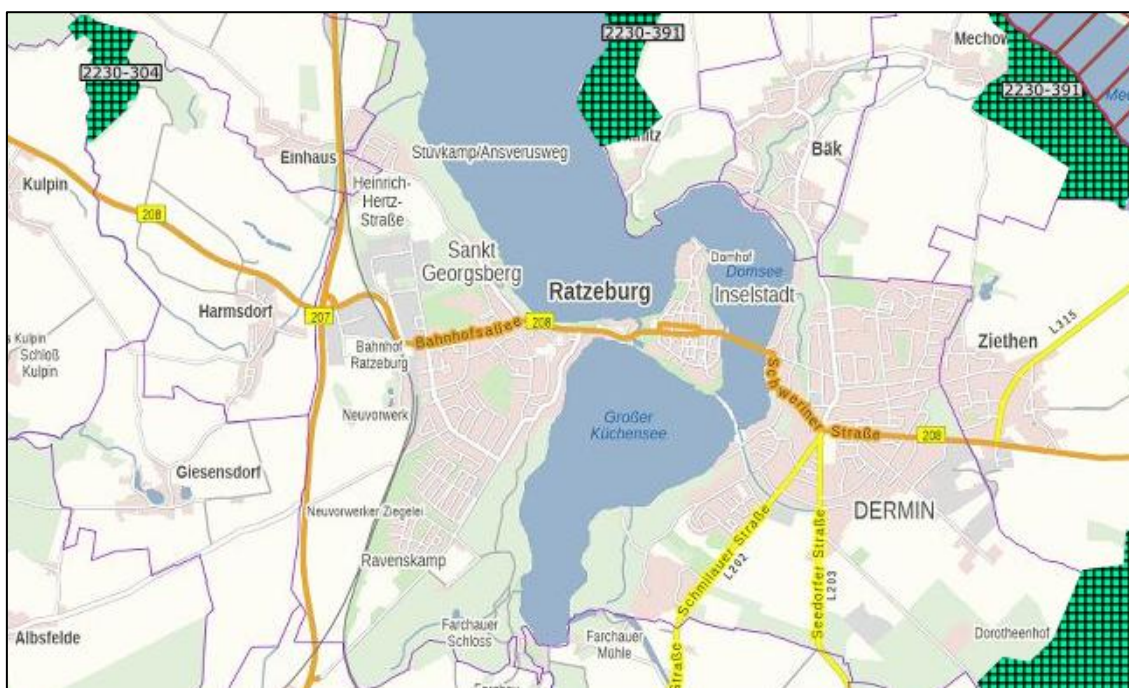 2230-391
Mechow
2230-304
2230-391
Stüvkamp/Ansverusweg
Einhaus
Bäk
Kulpin
Heinrich-
Hertz-
Straße
208
Sankt
Georgsberg
Domhof
Domsee
Ratzeburg
Inselstadt
Harmsdorf
207
Bahnhofsallee
208
L315
Ziethen
Kulpin
Schloß
Kulpin
Bahnhof
Ratzeburg
Neuvorwerk
Großer
Küchensee
Schweriner Straße
208
Giesensdorf
Neuvorwerker Ziegelei
DERMIN
Ravenskamp
Schmilauer Straße
L202
Seedorfer Straße
L203
Albsfelde
Farchauer
Schloss
Farchauer
Mühle
Dorotheenhof
Straße